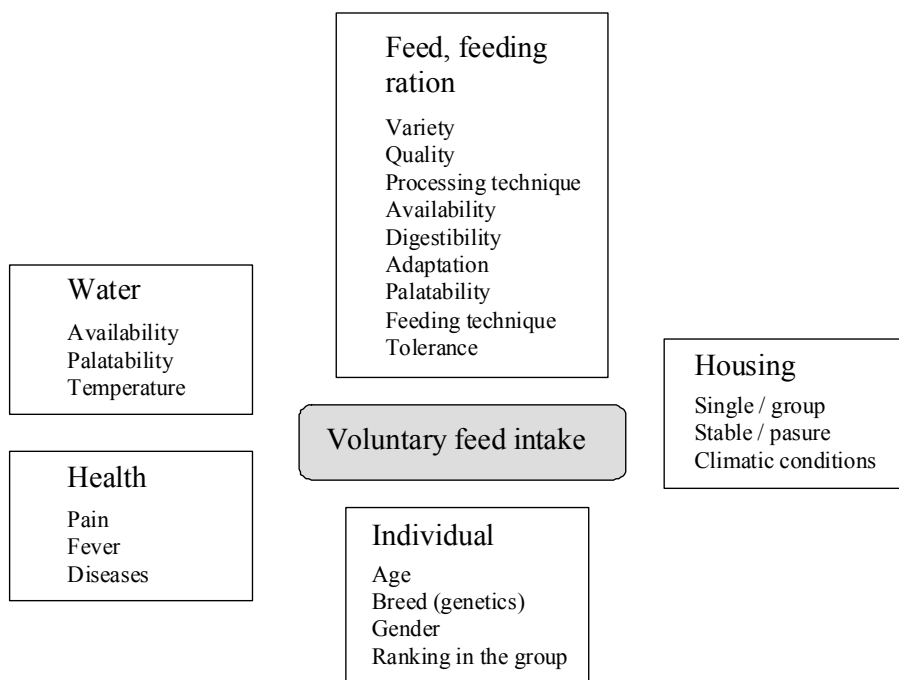 Feed, feeding
ration
Variety
Quality
Processing technique
Availability
Digestibility
Adaptation
Palatability
Feeding technique
Tolerance
Water
Availability
Palatability
Temperature
Housing
Single / group
Stable / pasure
Climatic conditions
Voluntary feed intake
Health
Pain
Fever
Diseases
Individual
Age
Breed (genetics)
Gender
Ranking in the group